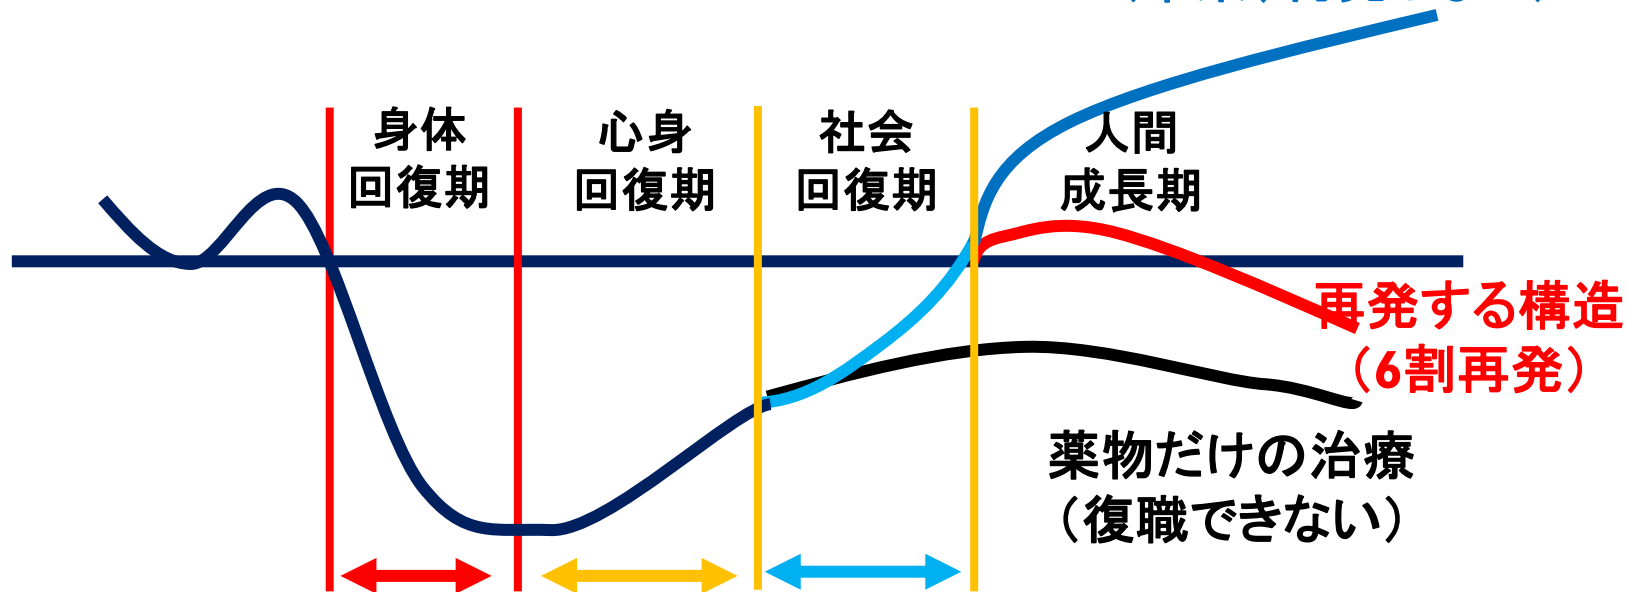 身体
回復期
心身
回復期
社会
回復期
人間
成長期
再発する構造
（6割再発）
薬物だけの治療
（復職できない）